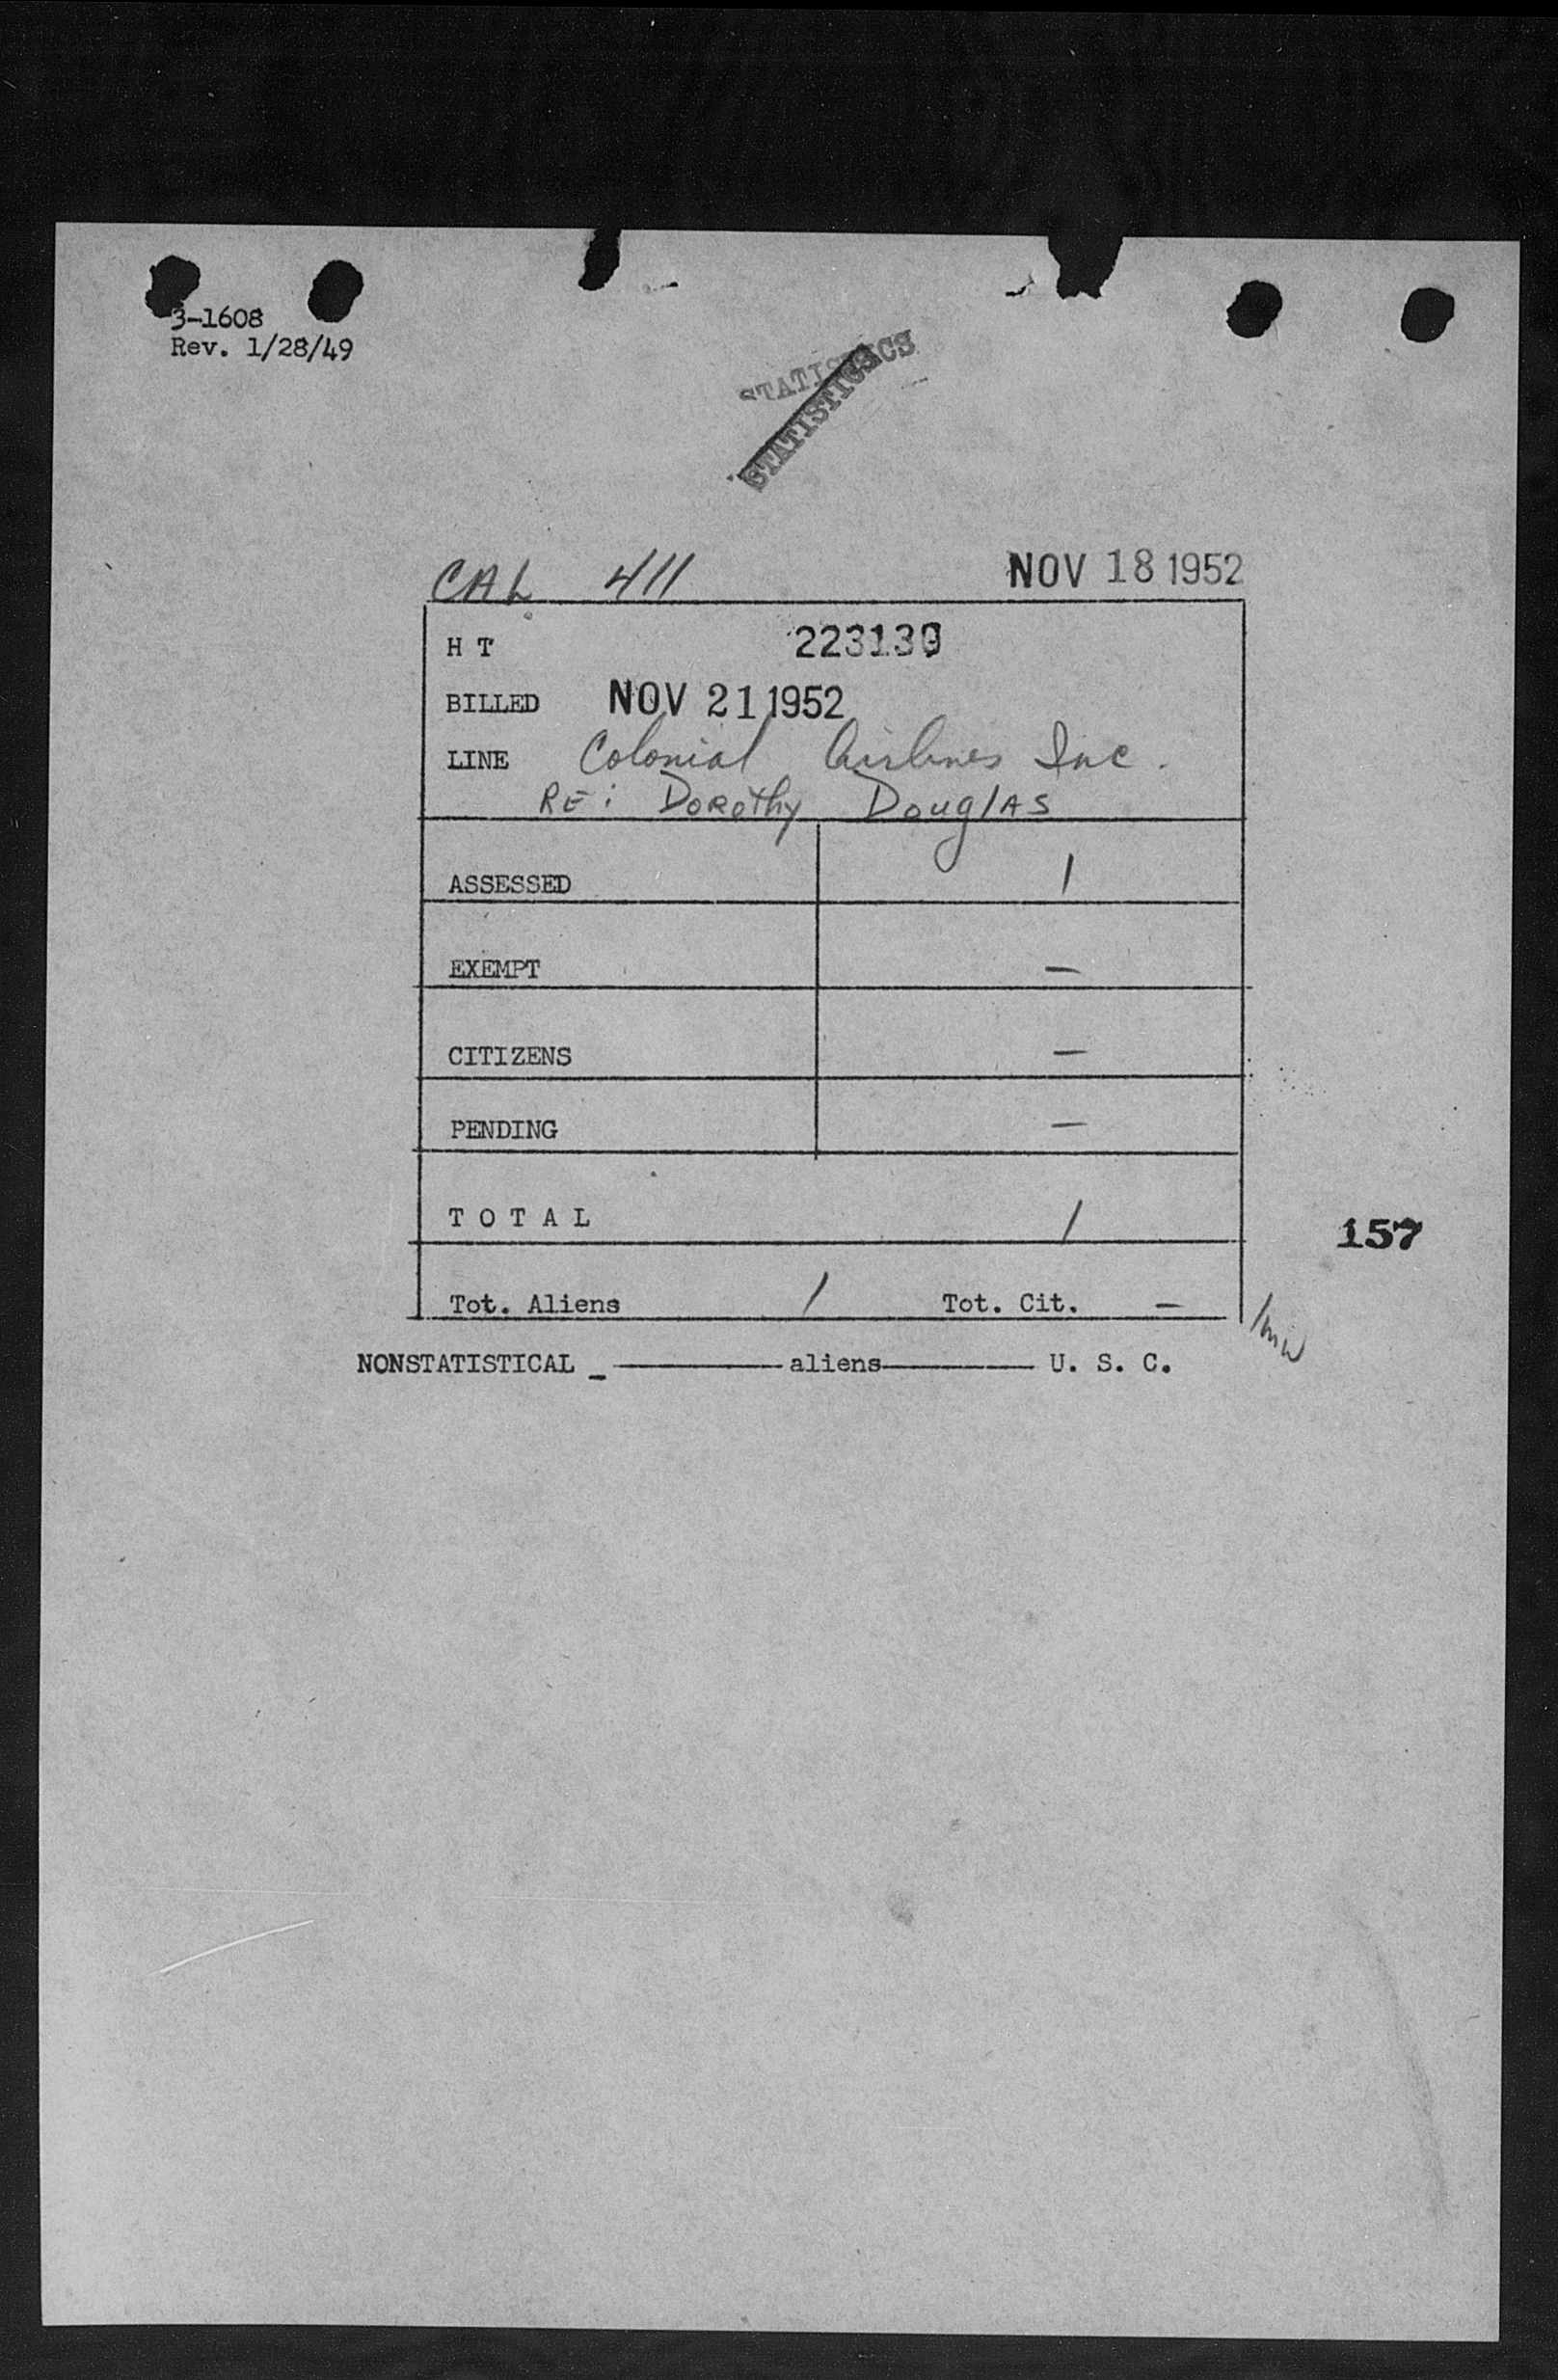 3-1608
Rev. 1/28/49
STATISTICS
STATISTICS
CAL 411 NOV 18 1952
H T
BILLED NOV 21 1952
LINE Colonial Airlines Inc.
RE: Dorothy Douglas
ASSESSED 1
EXEMPT —
CITIZENS —
PENDING —
T O T A L 1
157
Tot. Aliens 1 Tot. Cit. —
NONSTATISTICAL _ ————— aliens ————— U. S. C.